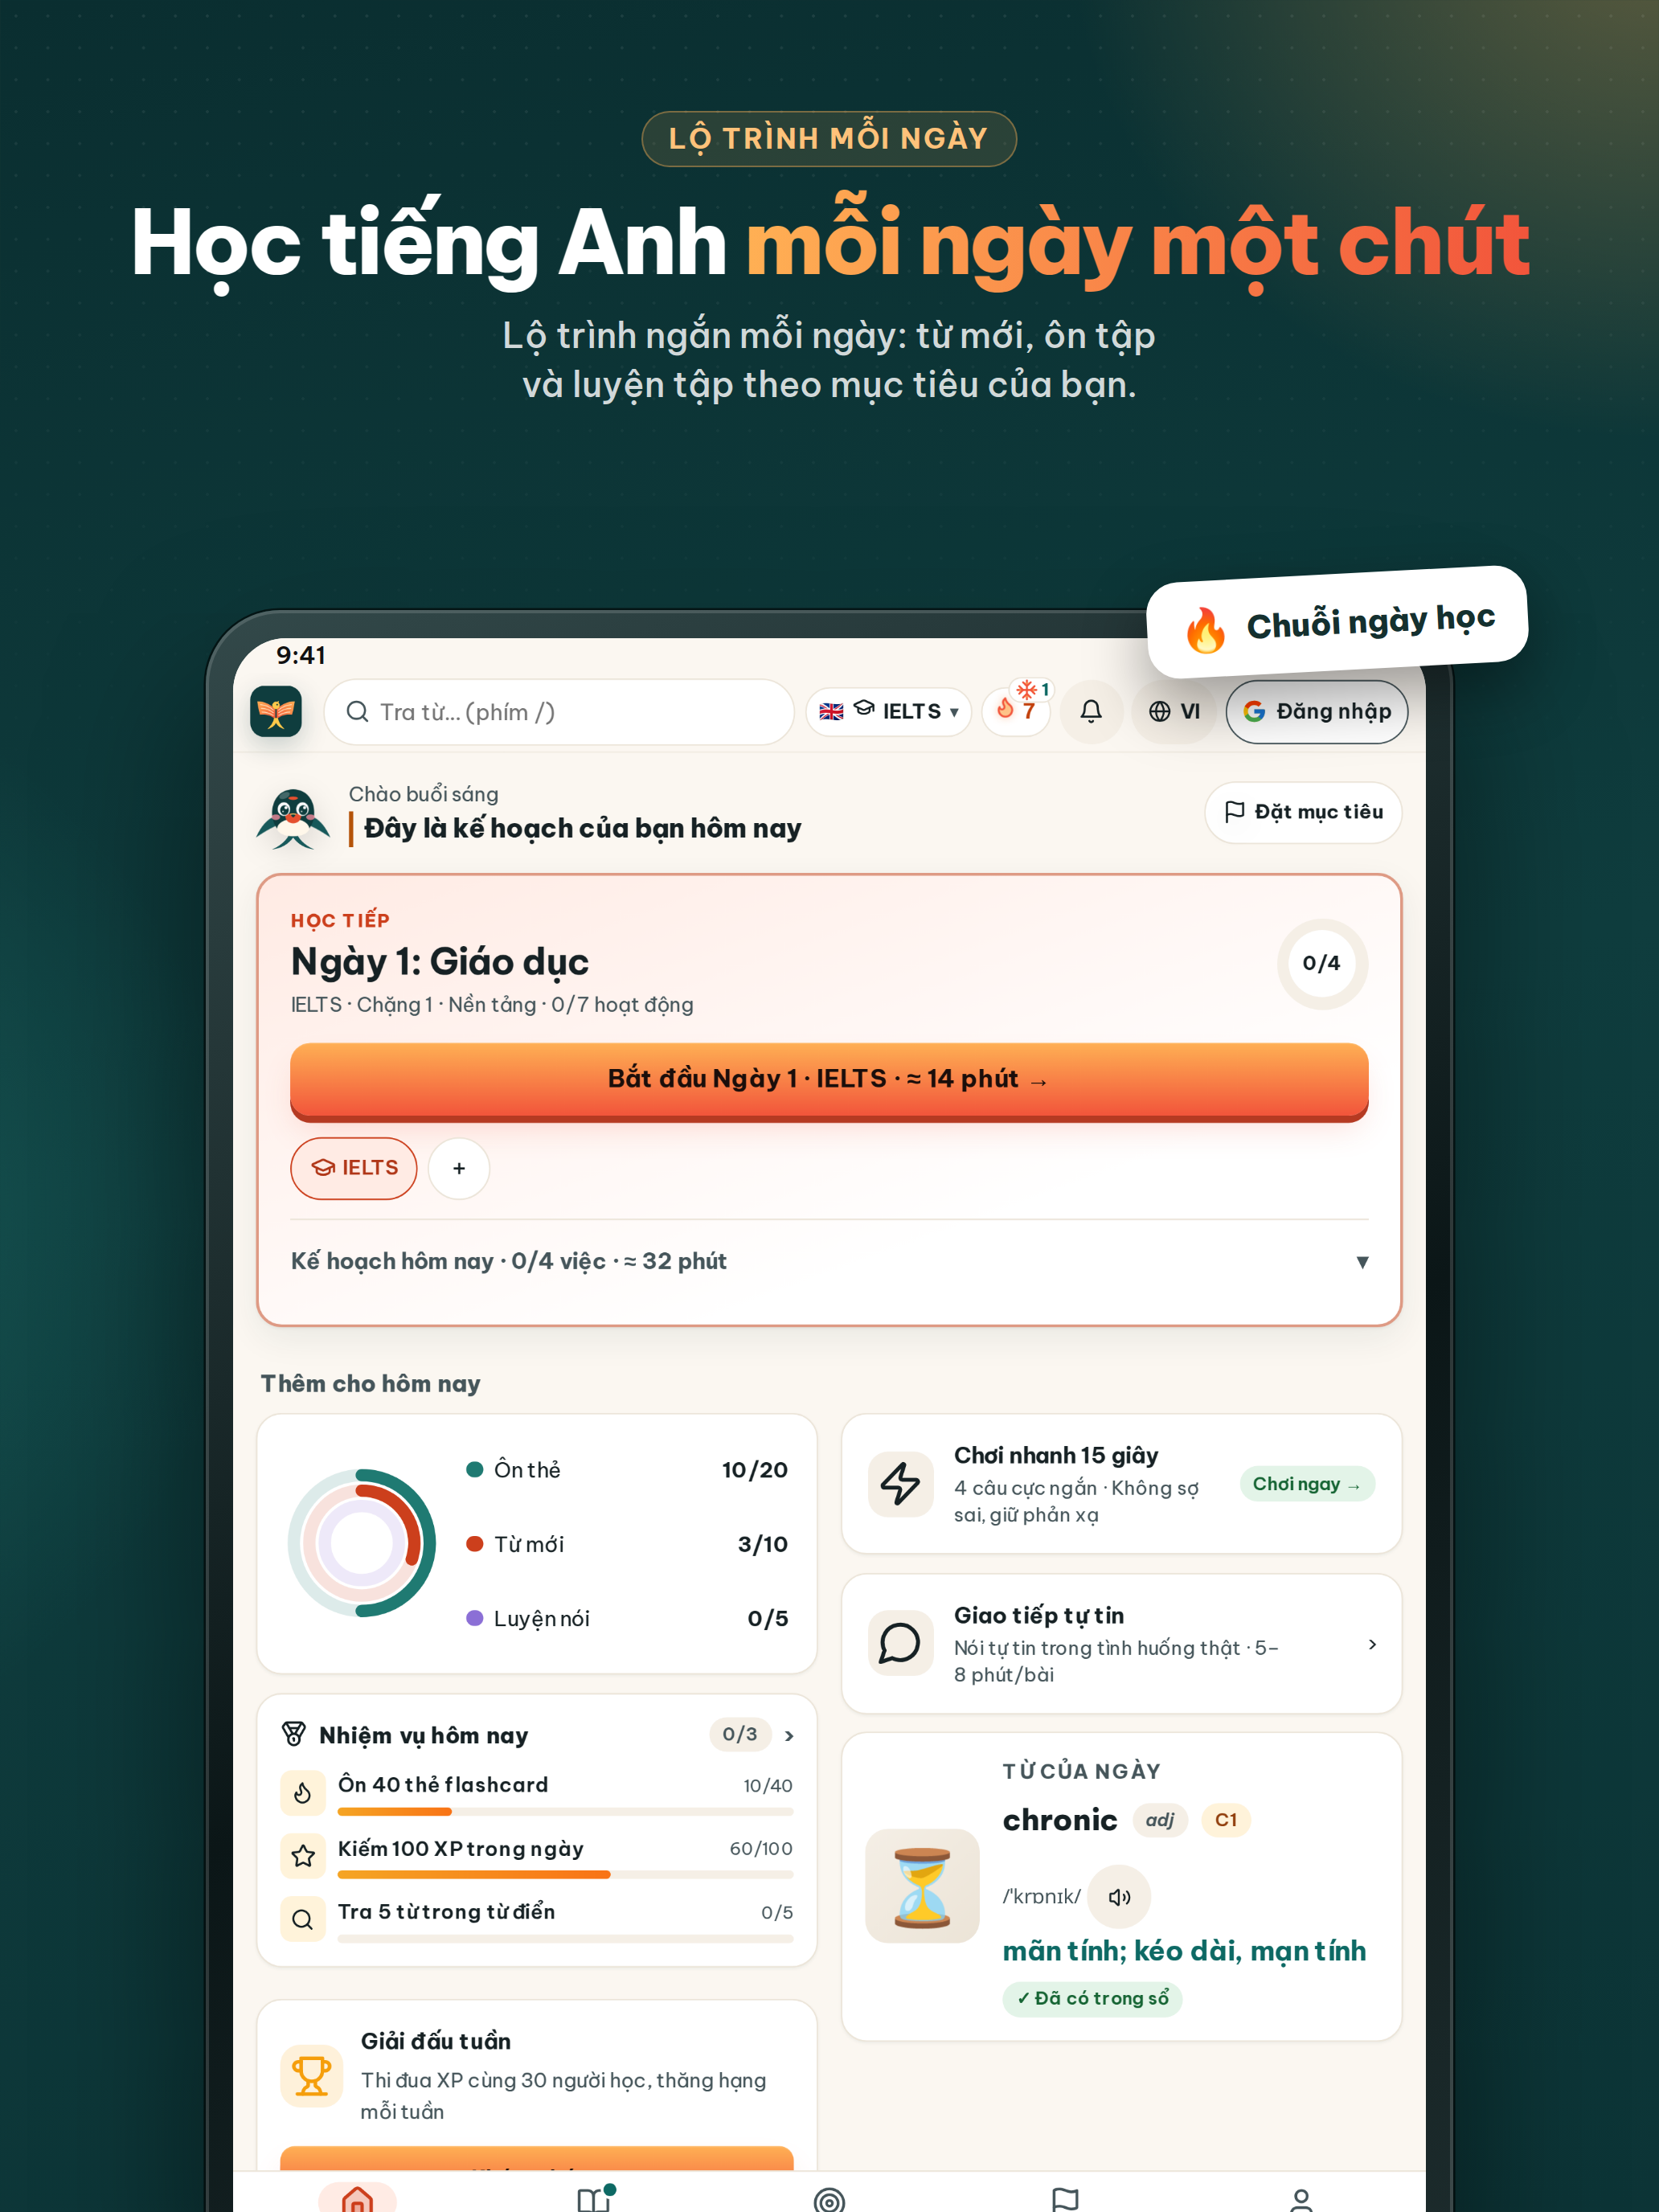 LỘ TRÌNH MỖI NGÀY
Học tiếng Anh mỗi ngày một chút
Lộ trình ngắn mỗi ngày: từ mới, ôn tập
và luyện tập theo mục tiêu của bạn.
🔥 Chuỗi ngày học
9:41
Tra từ... (phím /)
IELTS ▾
1
7
VI
Đăng nhập
Chào buổi sáng
Đây là kế hoạch của bạn hôm nay
Đặt mục tiêu
HỌC TIẾP
Ngày 1: Giáo dục
0/4
IELTS · Chặng 1 · Nền tảng · 0/7 hoạt động
Bắt đầu Ngày 1 · IELTS · ≈ 14 phút →
IELTS
+
Kế hoạch hôm nay · 0/4 việc · ≈ 32 phút ▾
Thêm cho hôm nay
Ôn thẻ 10/20
Từ mới 3/10
Luyện nói 0/5
Nhiệm vụ hôm nay 0/3 ›
Ôn 40 thẻ flashcard 10/40
Kiếm 100 XP trong ngày 60/100
Tra 5 từ trong từ điển 0/5
Giải đấu tuần
Thi đua XP cùng 30 người học, thăng hạng
mỗi tuần
Chơi nhanh 15 giây
4 câu cực ngắn · Không sợ
sai, giữ phản xạ
Chơi ngay →
Giao tiếp tự tin
Nói tự tin trong tình huống thật · 5–
8 phút/bài
›
TỪ CỦA NGÀY
chronic adj C1
/ˈkrɒnɪk/
mãn tính; kéo dài, mạn tính
✓ Đã có trong sổ